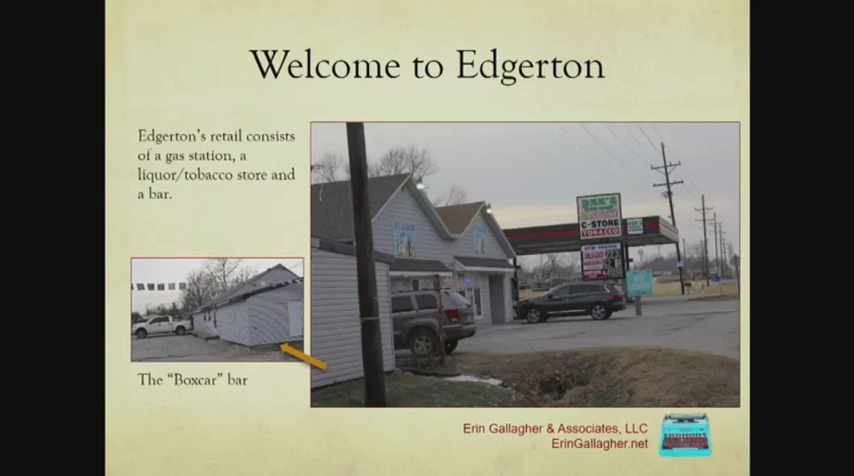 Welcome to Edgerton
Edgerton's retail consists
of a gas station, a
liquor/tobacco store and
a bar.
GASOLINE
C-STORE
TOBACCO
The "Boxcar" bar
Erin Gallagher & Associates, LLC
ErinGallagher.net